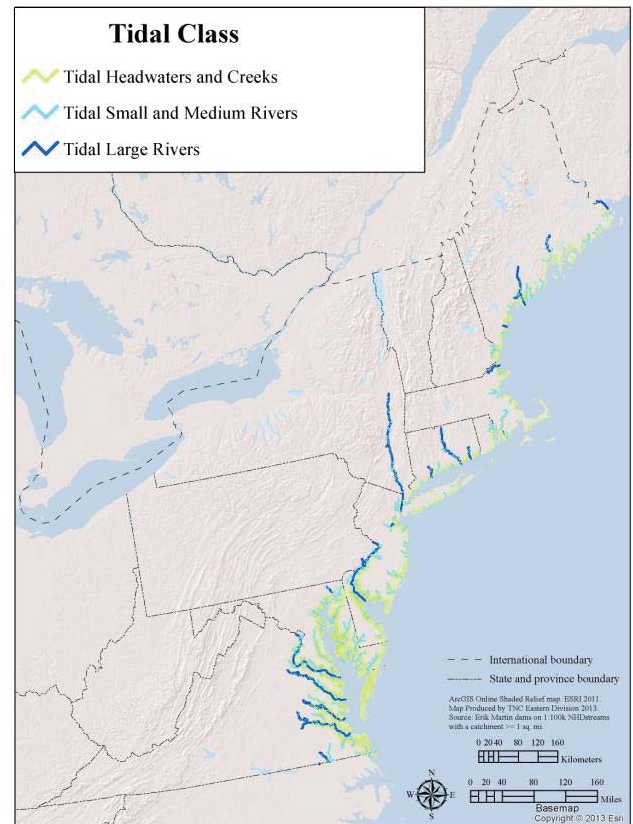 Tidal Class
Tidal Headwaters and Creeks
Tidal Small and Medium Rivers
Tidal Large Rivers
International boundary
State and province boundary
ArcGIS Online Shaded Relief map. ESRI 2011.
Map Produced by TNC Eastern Division 2013.
Source: Erik Martin dams on 1:100k NHDstreams
with a catchment >= 1 sq. mi.
0 20 40 80 120 160
Kilometers
N
W E
S
0 20 40 80 120 160
Miles
Basemap
Copyright © 2013 Esri